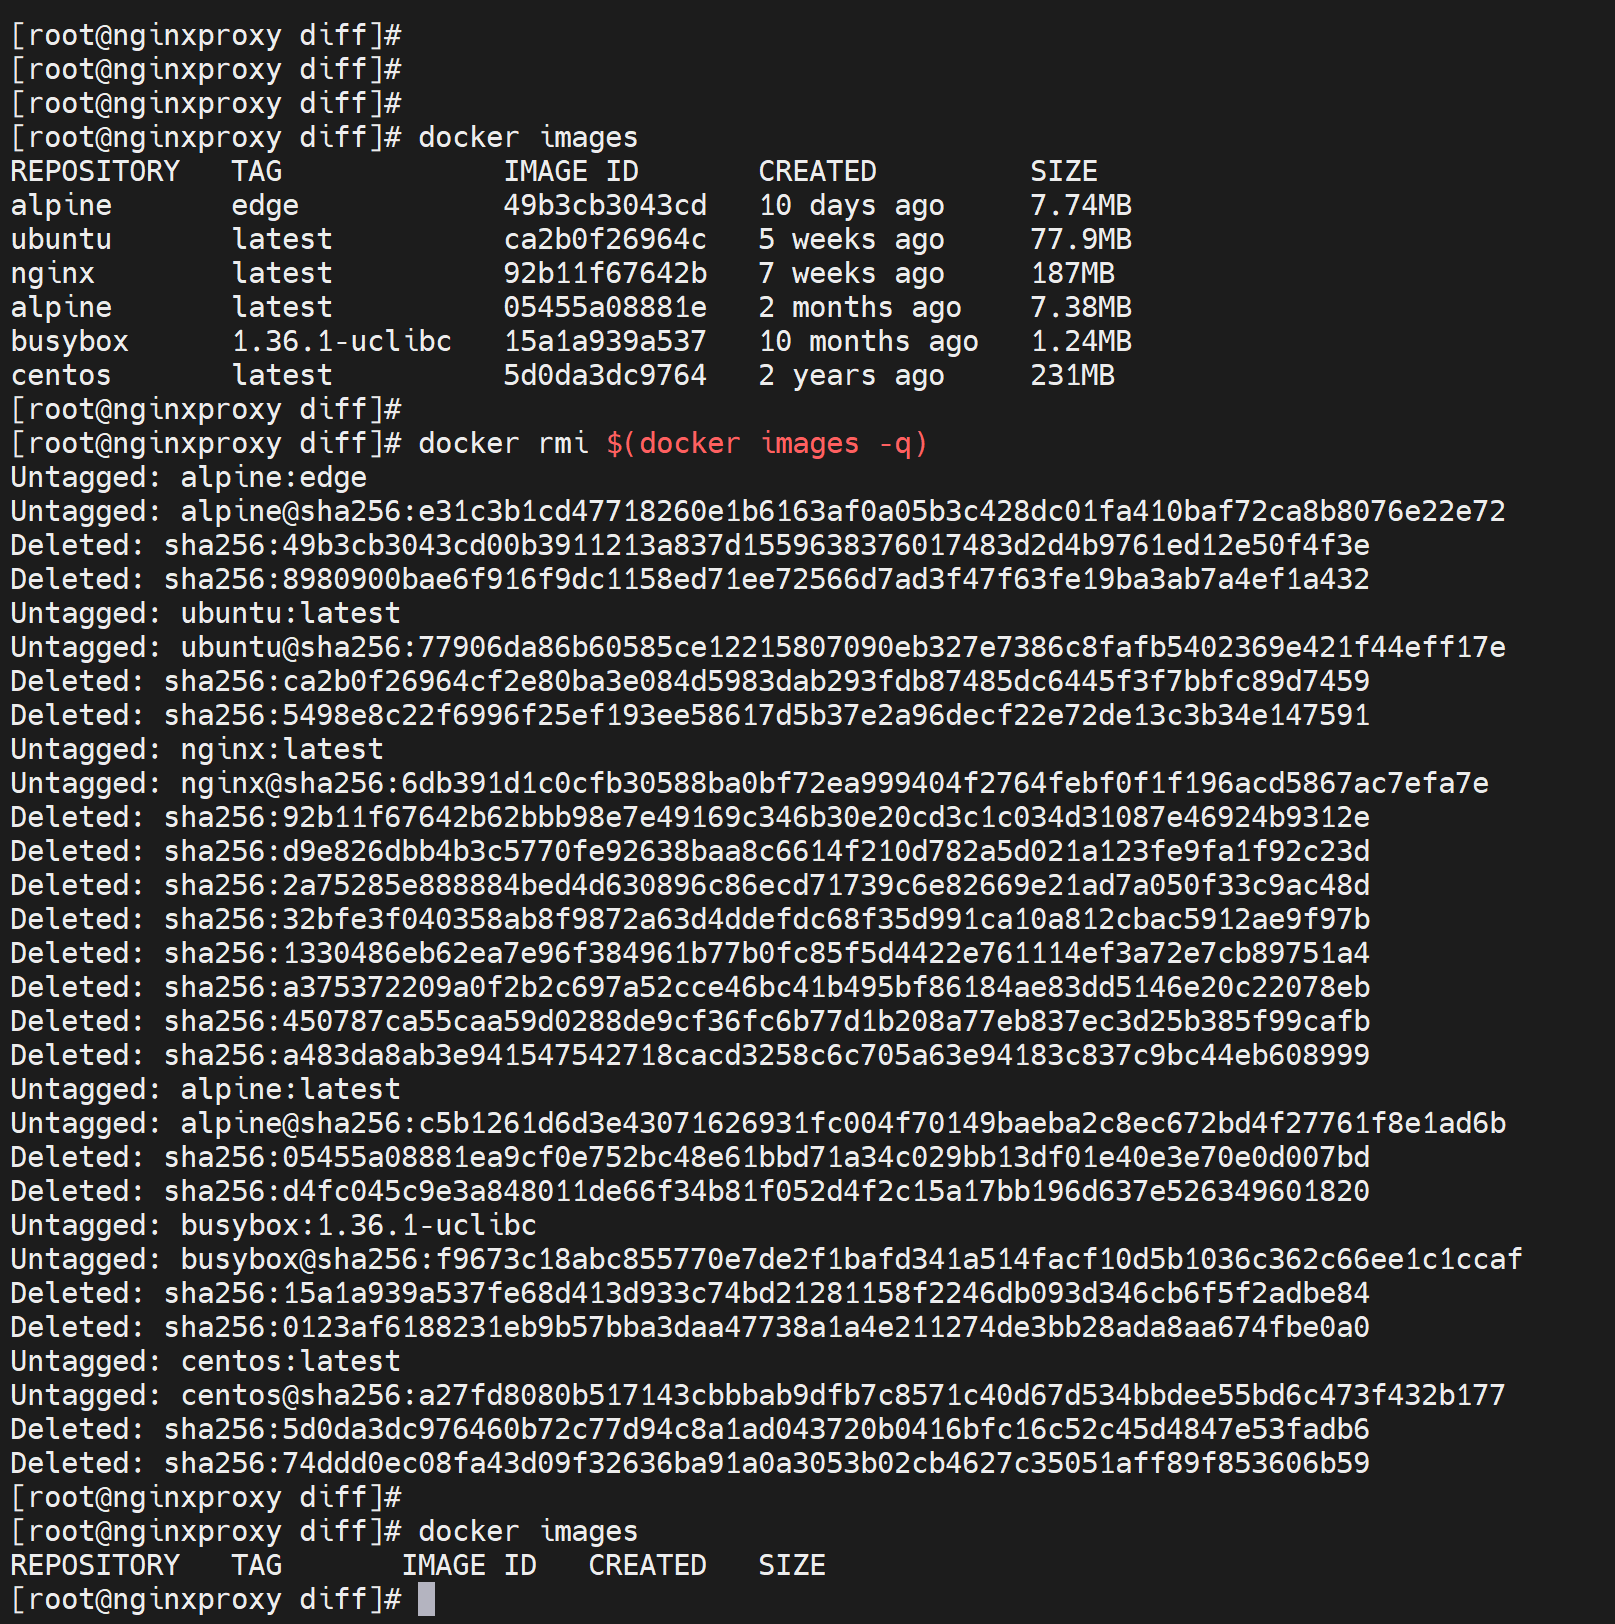 [root@nginxproxy diff]#
[root@nginxproxy diff]#
[root@nginxproxy diff]#
[root@nginxproxy diff]# docker images
REPOSITORY   TAG             IMAGE ID       CREATED         SIZE
alpine       edge            49b3cb3043cd   10 days ago     7.74MB
ubuntu       latest          ca2b0f26964c   5 weeks ago     77.9MB
nginx        latest          92b11f67642b   7 weeks ago     187MB
alpine       latest          05455a08881e   2 months ago    7.38MB
busybox      1.36.1-uclibc   15a1a939a537   10 months ago   1.24MB
centos       latest          5d0da3dc9764   2 years ago     231MB
[root@nginxproxy diff]#
[root@nginxproxy diff]# docker rmi $(docker images -q)
Untagged: alpine:edge
Untagged: alpine@sha256:e31c3b1cd47718260e1b6163af0a05b3c428dc01fa410baf72ca8b8076e22e72
Deleted: sha256:49b3cb3043cd00b3911213a837d1559638376017483d2d4b9761ed12e50f4f3e
Deleted: sha256:8980900bae6f916f9dc1158ed71ee72566d7ad3f47f63fe19ba3ab7a4ef1a432
Untagged: ubuntu:latest
Untagged: ubuntu@sha256:77906da86b60585ce12215807090eb327e7386c8fafb5402369e421f44eff17e
Deleted: sha256:ca2b0f26964cf2e80ba3e084d5983dab293fdb87485dc6445f3f7bbfc89d7459
Deleted: sha256:5498e8c22f6996f25ef193ee58617d5b37e2a96decf22e72de13c3b34e147591
Untagged: nginx:latest
Untagged: nginx@sha256:6db391d1c0cfb30588ba0bf72ea999404f2764febf0f1f196acd5867ac7efa7e
Deleted: sha256:92b11f67642b62bbb98e7e49169c346b30e20cd3c1c034d31087e46924b9312e
Deleted: sha256:d9e826dbb4b3c5770fe92638baa8c6614f210d782a5d021a123fe9fa1f92c23d
Deleted: sha256:2a75285e888884bed4d630896c86ecd71739c6e82669e21ad7a050f33c9ac48d
Deleted: sha256:32bfe3f040358ab8f9872a63d4ddefdc68f35d991ca10a812cbac5912ae9f97b
Deleted: sha256:1330486eb62ea7e96f384961b77b0fc85f5d4422e761114ef3a72e7cb89751a4
Deleted: sha256:a375372209a0f2b2c697a52cce46bc41b495bf86184ae83dd5146e20c22078eb
Deleted: sha256:450787ca55caa59d0288de9cf36fc6b77d1b208a77eb837ec3d25b385f99cafb
Deleted: sha256:a483da8ab3e941547542718cacd3258c6c705a63e94183c837c9bc44eb608999
Untagged: alpine:latest
Untagged: alpine@sha256:c5b1261d6d3e43071626931fc004f70149baeba2c8ec672bd4f27761f8e1ad6b
Deleted: sha256:05455a08881ea9cf0e752bc48e61bbd71a34c029bb13df01e40e3e70e0d007bd
Deleted: sha256:d4fc045c9e3a848011de66f34b81f052d4f2c15a17bb196d637e526349601820
Untagged: busybox:1.36.1-uclibc
Untagged: busybox@sha256:f9673c18abc855770e7de2f1bafd341a514facf10d5b1036c362c66ee1c1ccaf
Deleted: sha256:15a1a939a537fe68d413d933c74bd21281158f2246db093d346cb6f5f2adbe84
Deleted: sha256:0123af6188231eb9b57bba3daa47738a1a4e211274de3bb28ada8aa674fbe0a0
Untagged: centos:latest
Untagged: centos@sha256:a27fd8080b517143cbbbab9dfb7c8571c40d67d534bbdee55bd6c473f432b177
Deleted: sha256:5d0da3dc976460b72c77d94c8a1ad043720b0416bfc16c52c45d4847e53fadb6
Deleted: sha256:74ddd0ec08fa43d09f32636ba91a0a3053b02cb4627c35051aff89f853606b59
[root@nginxproxy diff]#
[root@nginxproxy diff]# docker images
REPOSITORY   TAG       IMAGE ID   CREATED   SIZE
[root@nginxproxy diff]#